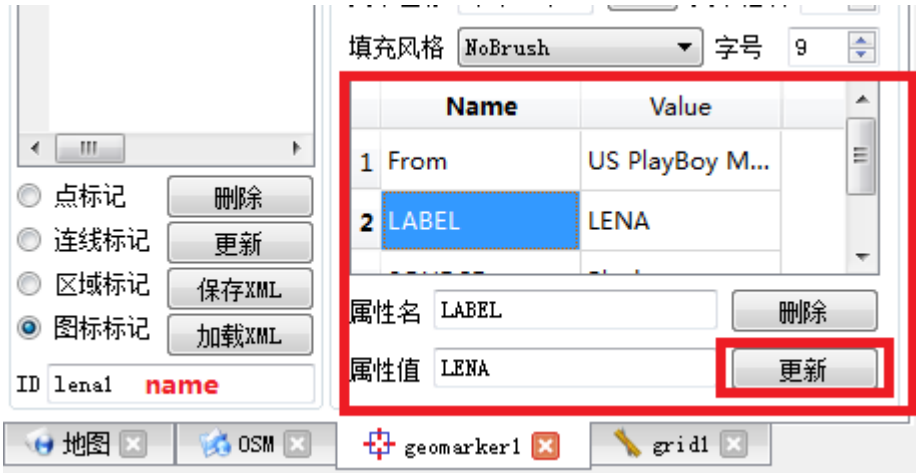 填充风格 NoBrush 字号 9
Name Value
1 From US PlayBoy M...
2 LABEL LENA
点标记 删除
连线标记 更新
区域标记 保存XML
图标标记 加载XML
ID lena1 name
属性名 LABEL 删除
属性值 LENA 更新
地图 OSM geomarker1 grid1